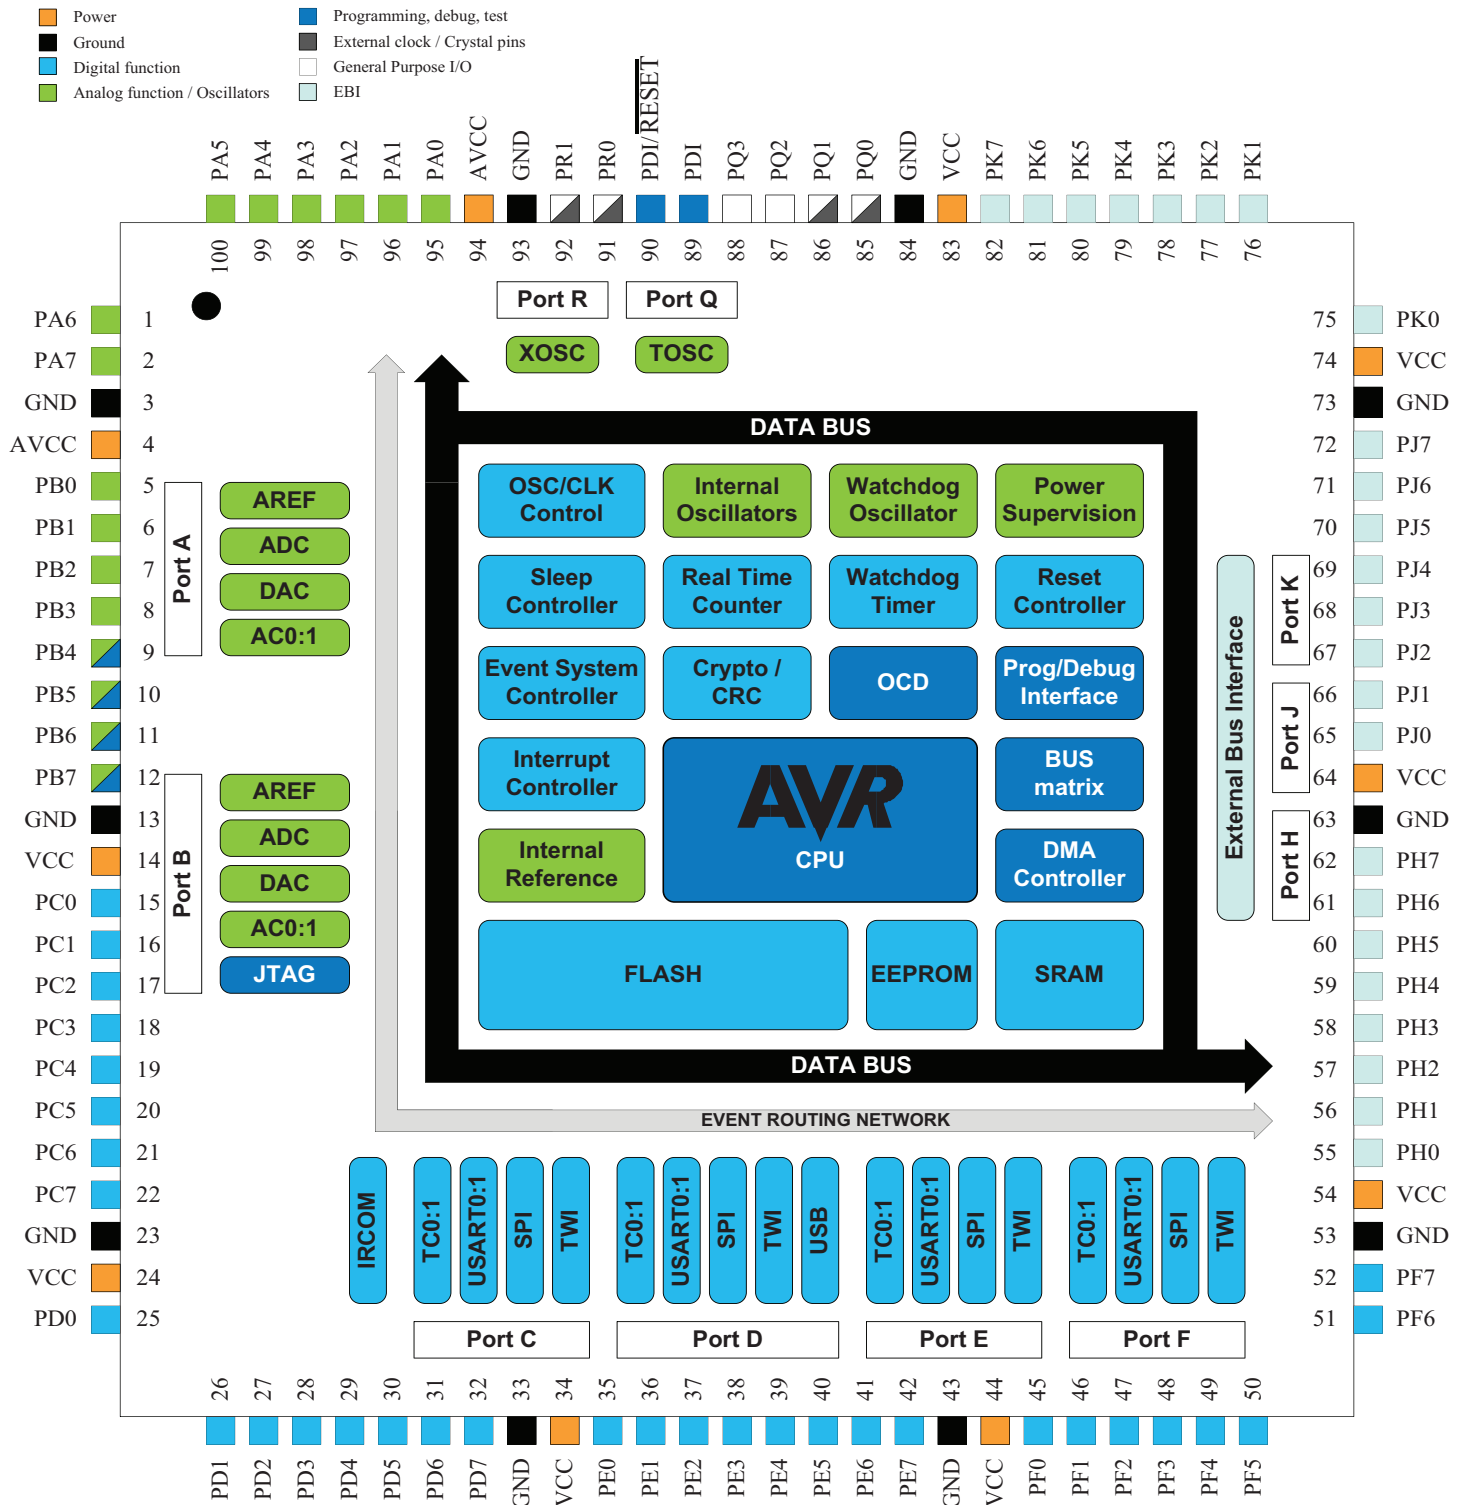 Power
Ground
Digital function
Analog function / Oscillators
Programming, debug, test
External clock / Crystal pins
General Purpose I/O
EBI
PA5
PA4
PA3
PA2
PA1
PA0
AVCC
GND
PR1
PR0
PDI/RESET
PDI
PQ3
PQ2
PQ1
PQ0
GND
VCC
PK7
PK6
PK5
PK4
PK3
PK2
PK1
100
99
98
97
96
95
94
93
92
91
90
89
88
87
86
85
84
83
82
81
80
79
78
77
76
PA6 1
PA7 2
GND 3
AVCC 4
PB0 5
PB1 6
PB2 7
PB3 8
PB4 9
PB5 10
PB6 11
PB7 12
GND 13
VCC 14
PC0 15
PC1 16
PC2 17
PC3 18
PC4 19
PC5 20
PC6 21
PC7 22
GND 23
VCC 24
PD0 25
Port R
Port Q
XOSC
TOSC
Port A
AREF
ADC
DAC
AC0:1
Port B
AREF
ADC
DAC
AC0:1
JTAG
DATA BUS
OSC/CLK
Control
Internal
Oscillators
Watchdog
Oscillator
Power
Supervision
Sleep
Controller
Real Time
Counter
Watchdog
Timer
Reset
Controller
Event System
Controller
Crypto /
CRC
OCD
Prog/Debug
Interface
Interrupt
Controller
AVR
CPU
BUS
matrix
Internal
Reference
DMA
Controller
FLASH
EEPROM
SRAM
DATA BUS
EVENT ROUTING NETWORK
External Bus Interface
Port K
Port J
Port H
75 PK0
74 VCC
73 GND
72 PJ7
71 PJ6
70 PJ5
69 PJ4
68 PJ3
67 PJ2
66 PJ1
65 PJ0
64 VCC
63 GND
62 PH7
61 PH6
60 PH5
59 PH4
58 PH3
57 PH2
56 PH1
55 PH0
54 VCC
53 GND
52 PF7
51 PF6
IRCOM
TC0:1
USART0:1
SPI
TWI
TC0:1
USART0:1
SPI
TWI
USB
TC0:1
USART0:1
SPI
TWI
TC0:1
USART0:1
SPI
TWI
Port C
Port D
Port E
Port F
26
27
28
29
30
31
32
33
34
35
36
37
38
39
40
41
42
43
44
45
46
47
48
49
50
PD1
PD2
PD3
PD4
PD5
PD6
PD7
GND
VCC
PE0
PE1
PE2
PE3
PE4
PE5
PE6
PE7
GND
VCC
PF0
PF1
PF2
PF3
PF4
PF5